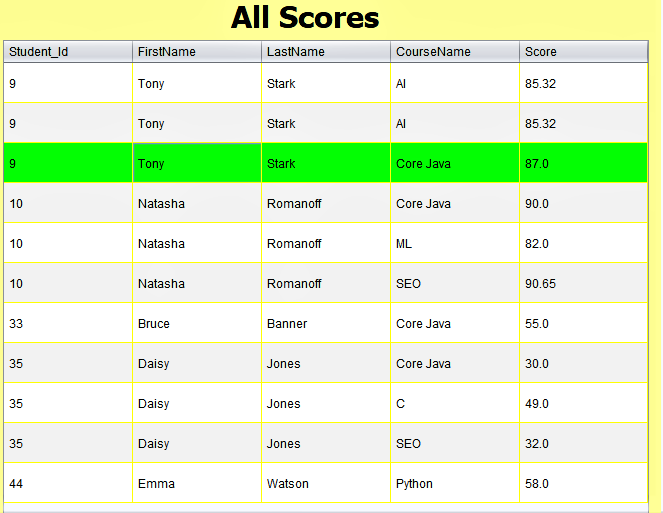 All Scores
Student_Id FirstName LastName CourseName Score
9 Tony Stark AI 85.32
9 Tony Stark AI 85.32
9 Tony Stark Core Java 87.0
10 Natasha Romanoff Core Java 90.0
10 Natasha Romanoff ML 82.0
10 Natasha Romanoff SEO 90.65
33 Bruce Banner Core Java 55.0
35 Daisy Jones Core Java 30.0
35 Daisy Jones C 49.0
35 Daisy Jones SEO 32.0
44 Emma Watson Python 58.0